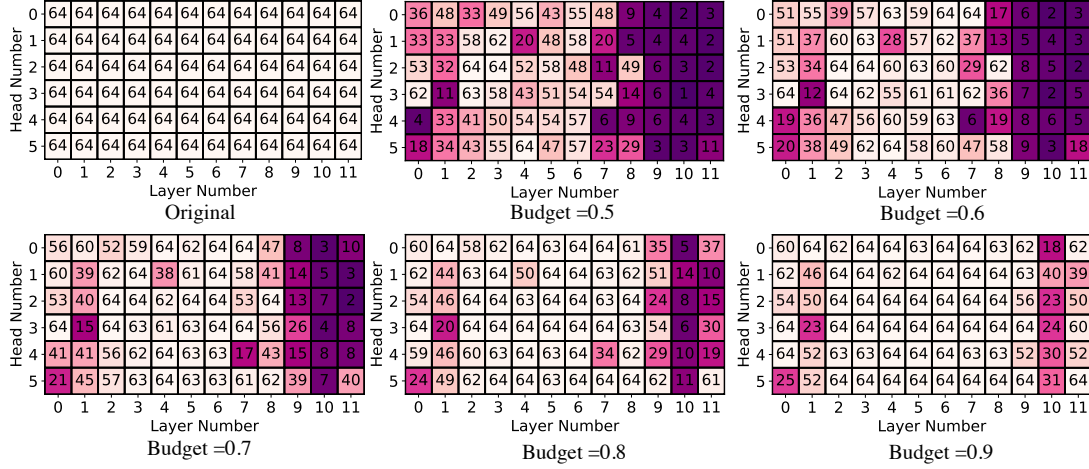 0 64 64 64 64 64 64 64 64 64 64 64 64
1 64 64 64 64 64 64 64 64 64 64 64 64
2 64 64 64 64 64 64 64 64 64 64 64 64
3 64 64 64 64 64 64 64 64 64 64 64 64
4 64 64 64 64 64 64 64 64 64 64 64 64
5 64 64 64 64 64 64 64 64 64 64 64 64
Head Number
0 1 2 3 4 5 6 7 8 9 10 11
Layer Number
Original
0 36 48 33 49 56 43 55 48 9 4 2 3
1 33 33 58 62 20 48 58 20 5 4 4 2
2 53 32 64 64 52 58 48 11 49 6 3 2
3 62 11 63 58 43 51 54 54 14 6 1 4
4 4 33 41 50 54 54 57 6 9 6 4 3
5 18 34 43 55 64 47 57 23 29 3 3 11
Head Number
0 1 2 3 4 5 6 7 8 9 10 11
Layer Number
Budget =0.5
0 51 55 39 57 63 59 64 64 17 6 2 3
1 51 37 60 63 28 57 62 37 13 5 4 3
2 53 34 64 64 60 63 60 29 62 8 5 2
3 64 12 64 62 55 61 61 62 36 7 2 5
4 19 36 47 56 60 59 63 6 19 8 6 5
5 20 38 49 62 64 58 60 47 58 9 3 18
Head Number
0 1 2 3 4 5 6 7 8 9 10 11
Layer Number
Budget =0.6
0 56 60 52 59 64 62 64 64 47 8 3 10
1 60 39 62 64 38 61 64 58 41 14 5 3
2 53 40 64 64 62 64 64 53 64 13 7 2
3 64 15 64 63 61 63 64 64 56 26 4 8
4 41 41 56 62 64 63 63 17 43 15 8 8
5 21 45 57 63 64 63 63 61 62 39 7 40
Head Number
0 1 2 3 4 5 6 7 8 9 10 11
Layer Number
Budget =0.7
0 60 64 58 62 64 63 64 64 61 35 5 37
1 62 44 63 64 50 64 64 63 62 51 14 10
2 54 46 64 64 64 64 64 63 64 24 8 15
3 64 20 64 64 64 64 64 64 63 54 6 30
4 59 46 60 63 64 64 63 34 62 29 10 19
5 24 49 62 64 64 64 64 64 64 62 11 61
Head Number
0 1 2 3 4 5 6 7 8 9 10 11
Layer Number
Budget =0.8
0 60 64 62 64 64 63 64 64 63 62 18 62
1 62 46 64 64 64 64 64 64 64 63 40 39
2 54 50 64 64 64 64 64 64 64 56 23 50
3 64 23 64 64 64 64 64 64 64 64 24 60
4 64 52 63 64 64 64 64 63 63 52 30 52
5 25 52 64 64 64 64 64 64 64 64 31 64
Head Number
0 1 2 3 4 5 6 7 8 9 10 11
Layer Number
Budget =0.9